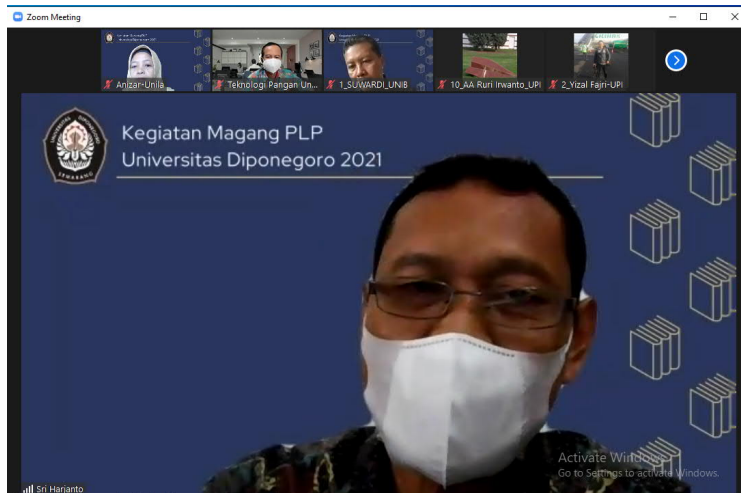 Zoom Meeting
Anizar-Unila
Teknologi Pangan Un...
1_SUWARDI_UNIB
10_AA Ruri Irwanto_UPI
2_Yizal Fajri-UPI
Kegiatan Magang PLP
Universitas Diponegoro 2021
SEMARANG
Activate Windows
Go to Settings to activate Windows.
Sri Harjanto